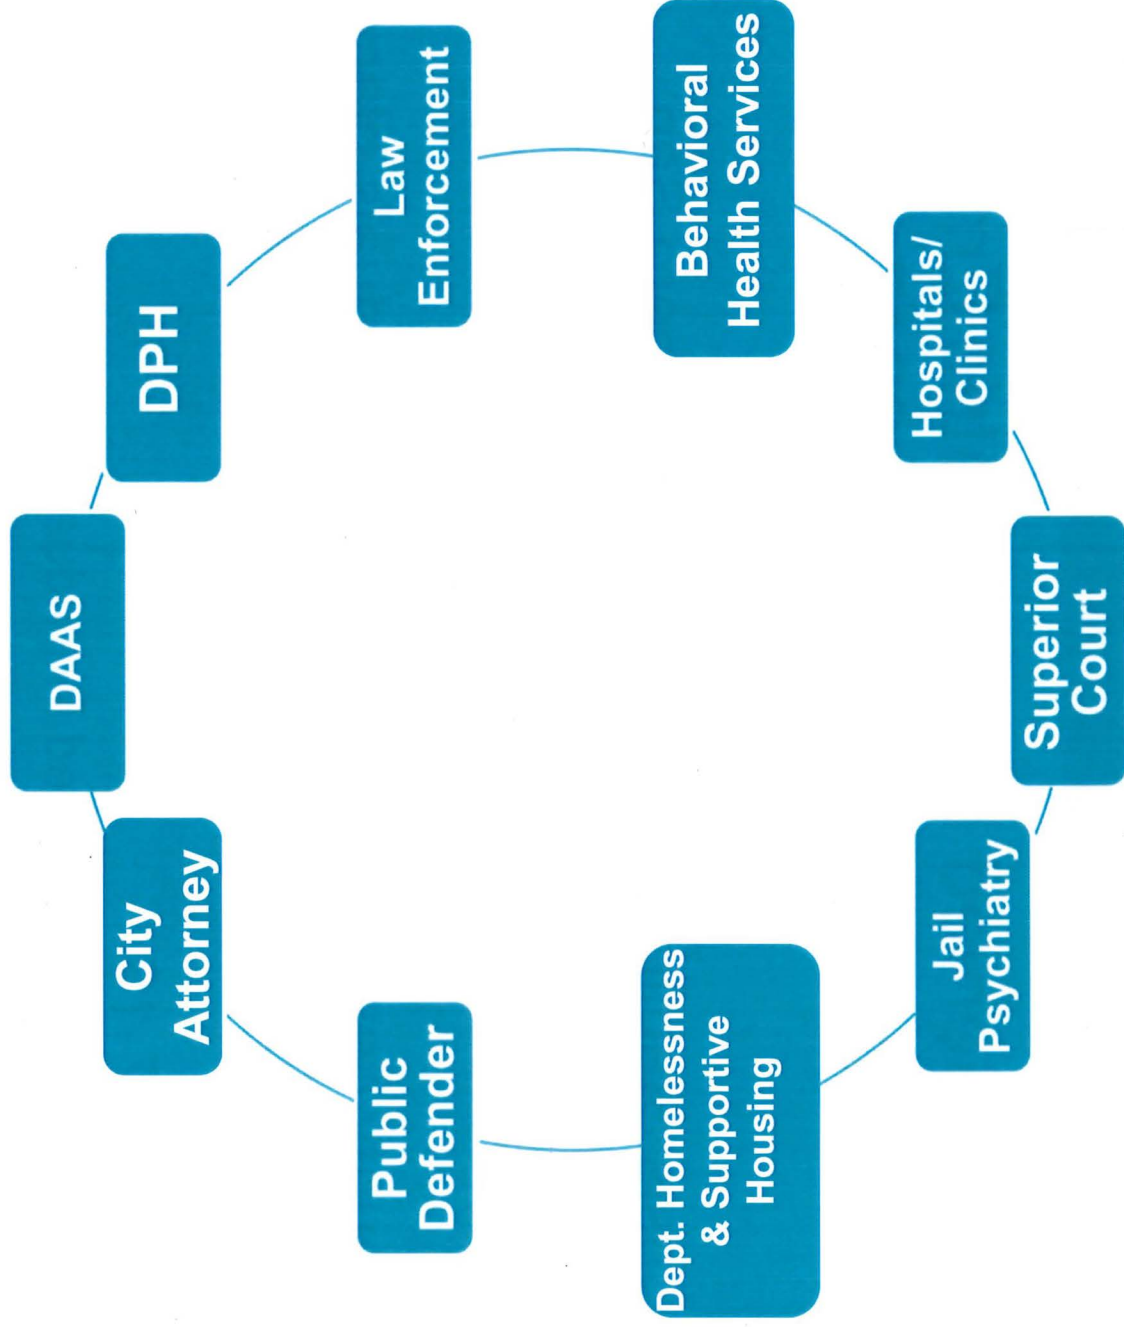 DAAS
DPH
Law
Enforcement
Behavioral
Health Services
Hospitals/
Clinics
Superior
Court
Jail
Psychiatry
Dept. Homelessness
& Supportive
Housing
Public
Defender
City
Attorney